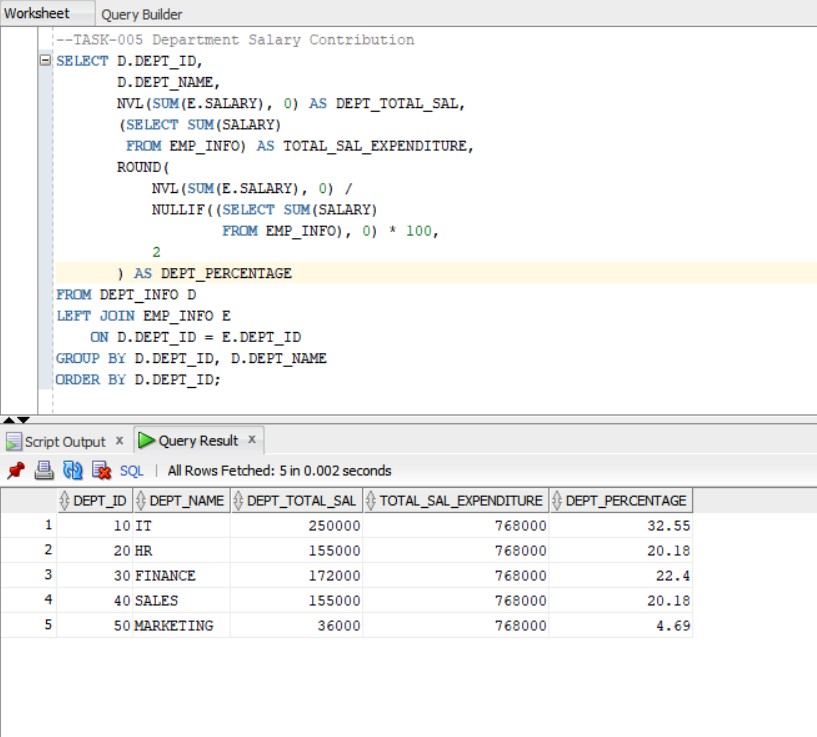 Worksheet Query Builder
--TASK-005 Department Salary Contribution
SELECT D.DEPT_ID,
D.DEPT_NAME,
NVL(SUM(E.SALARY), 0) AS DEPT_TOTAL_SAL,
(SELECT SUM(SALARY)
FROM EMP_INFO) AS TOTAL_SAL_EXPENDITURE,
ROUND(
NVL(SUM(E.SALARY), 0) /
NULLIF((SELECT SUM(SALARY)
FROM EMP_INFO), 0) * 100,
2
) AS DEPT_PERCENTAGE
FROM DEPT_INFO D
LEFT JOIN EMP_INFO E
ON D.DEPT_ID = E.DEPT_ID
GROUP BY D.DEPT_ID, D.DEPT_NAME
ORDER BY D.DEPT_ID;
Script Output x Query Result x
SQL | All Rows Fetched: 5 in 0.002 seconds
DEPT_ID DEPT_NAME DEPT_TOTAL_SAL TOTAL_SAL_EXPENDITURE DEPT_PERCENTAGE
1 10 IT 250000 768000 32.55
2 20 HR 155000 768000 20.18
3 30 FINANCE 172000 768000 22.4
4 40 SALES 155000 768000 20.18
5 50 MARKETING 36000 768000 4.69